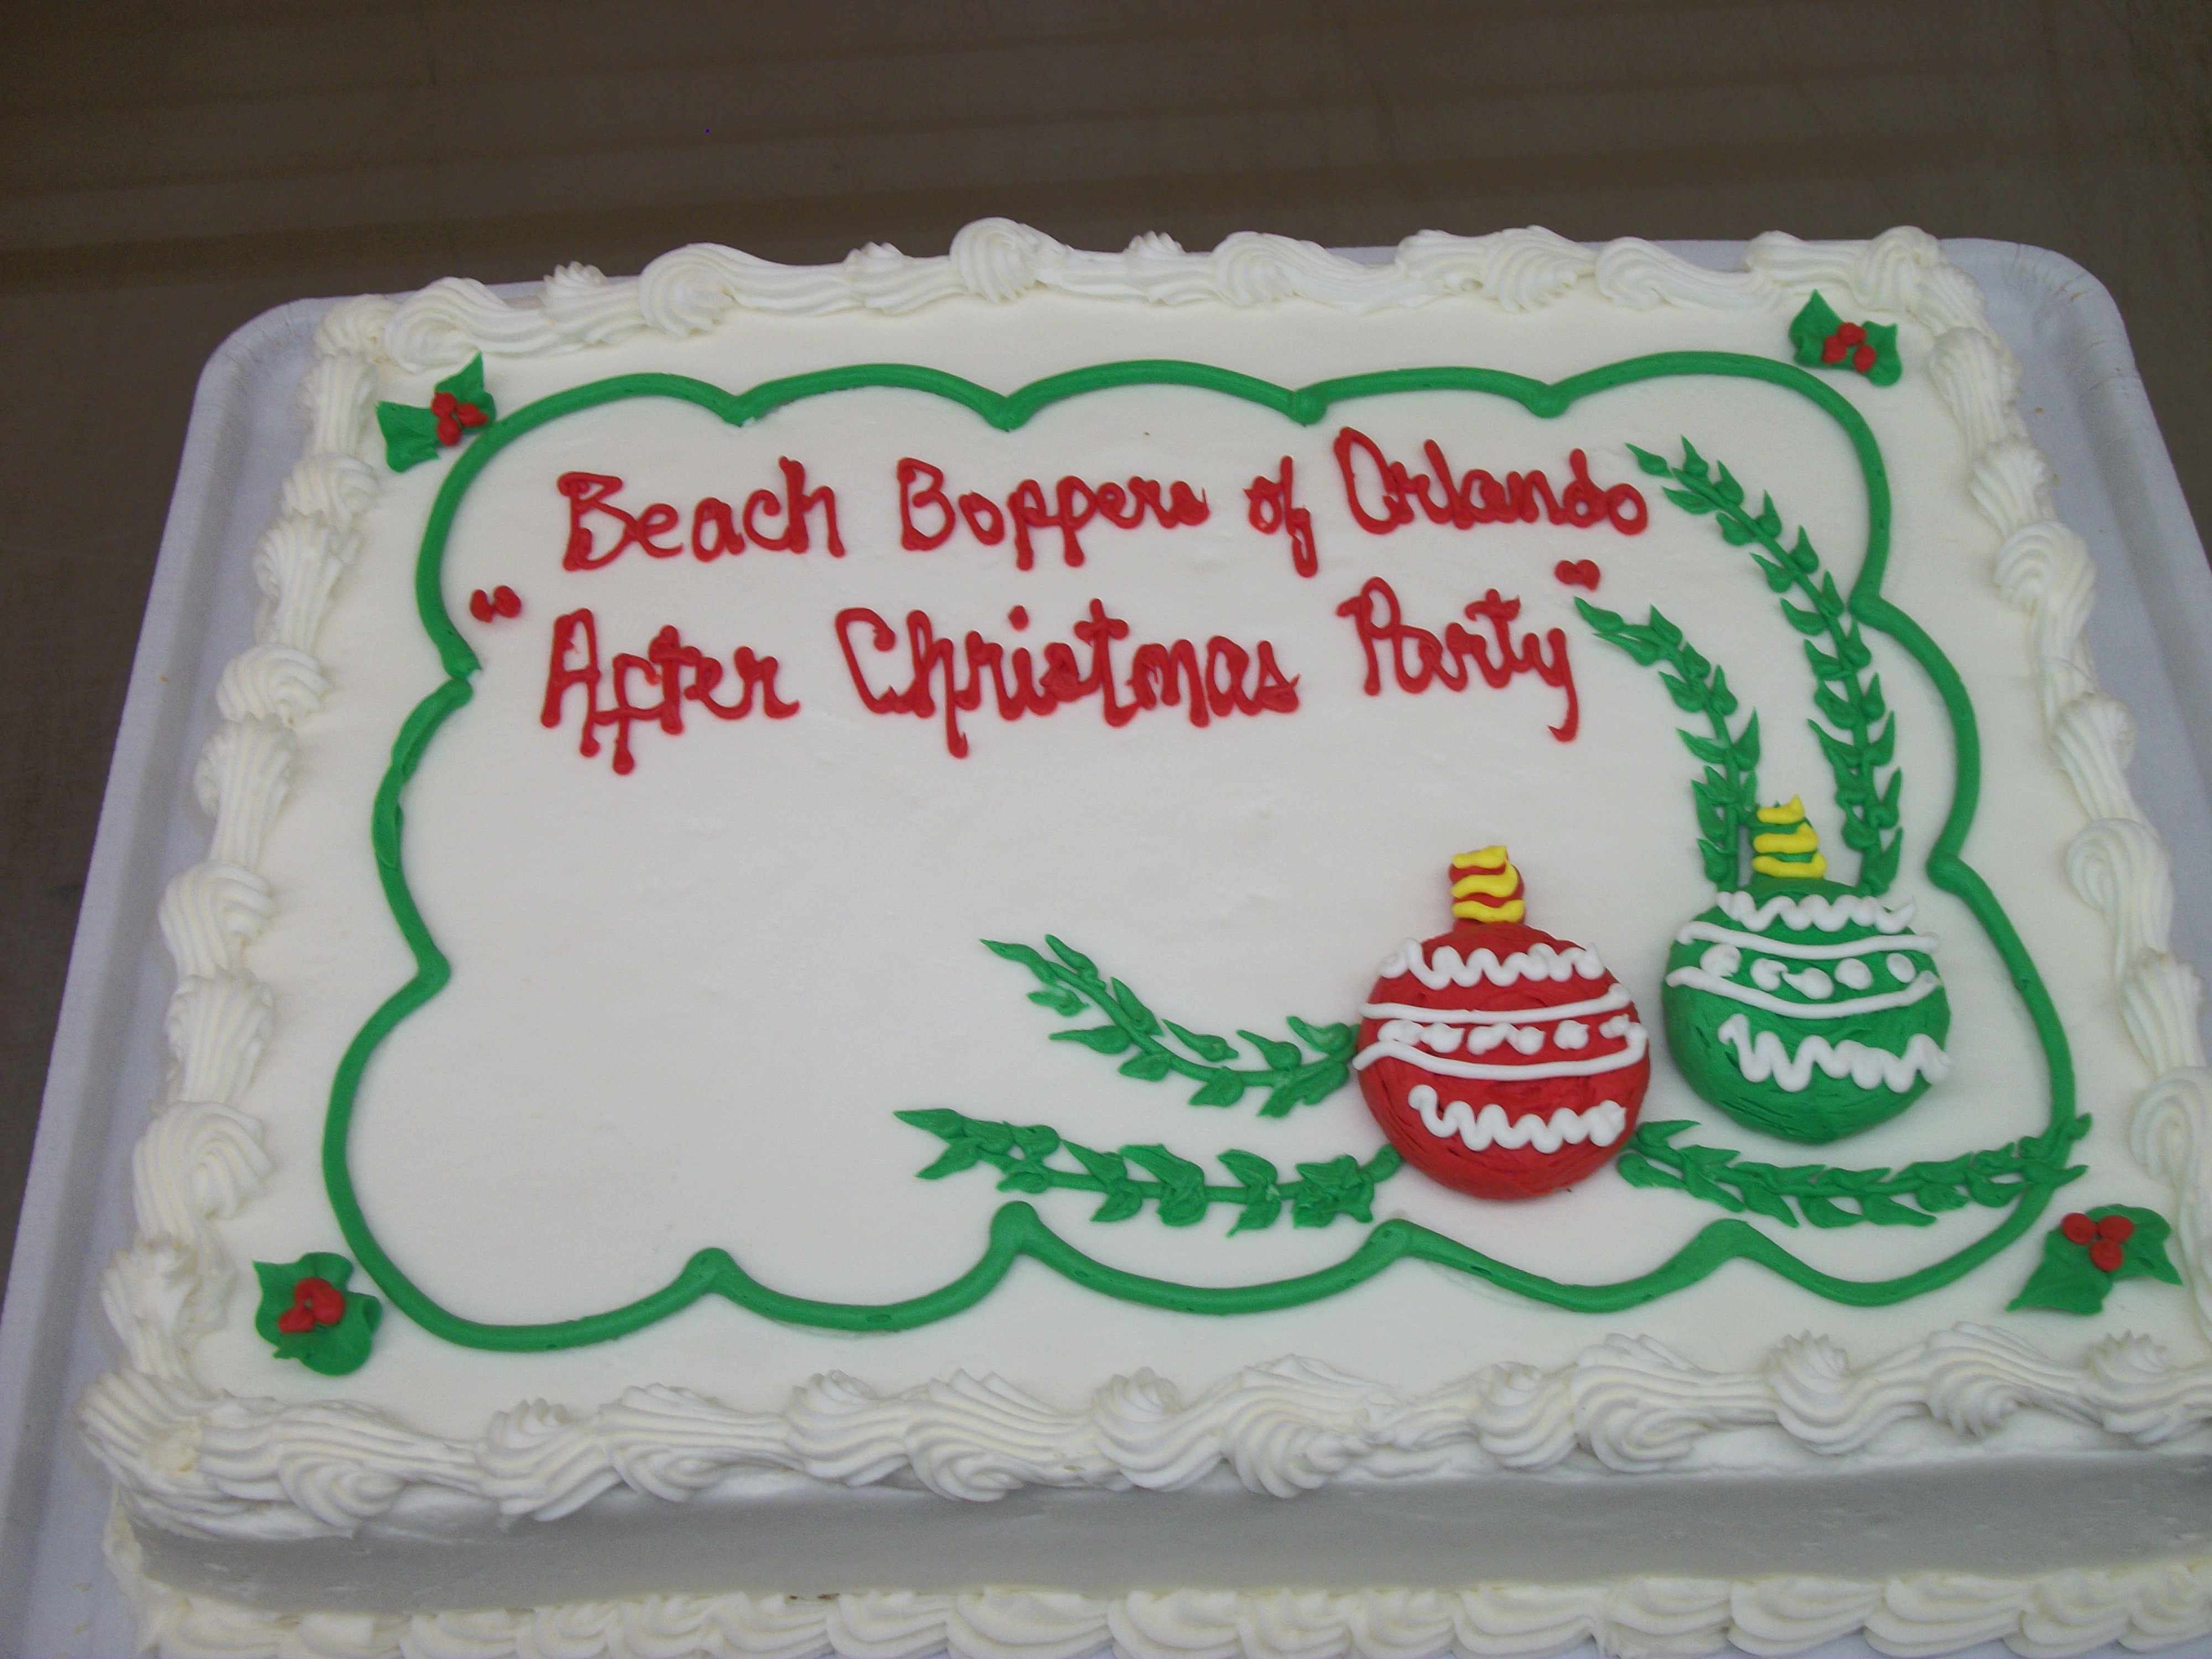 Beach Boppers of Orlando
"After Christmas Party"